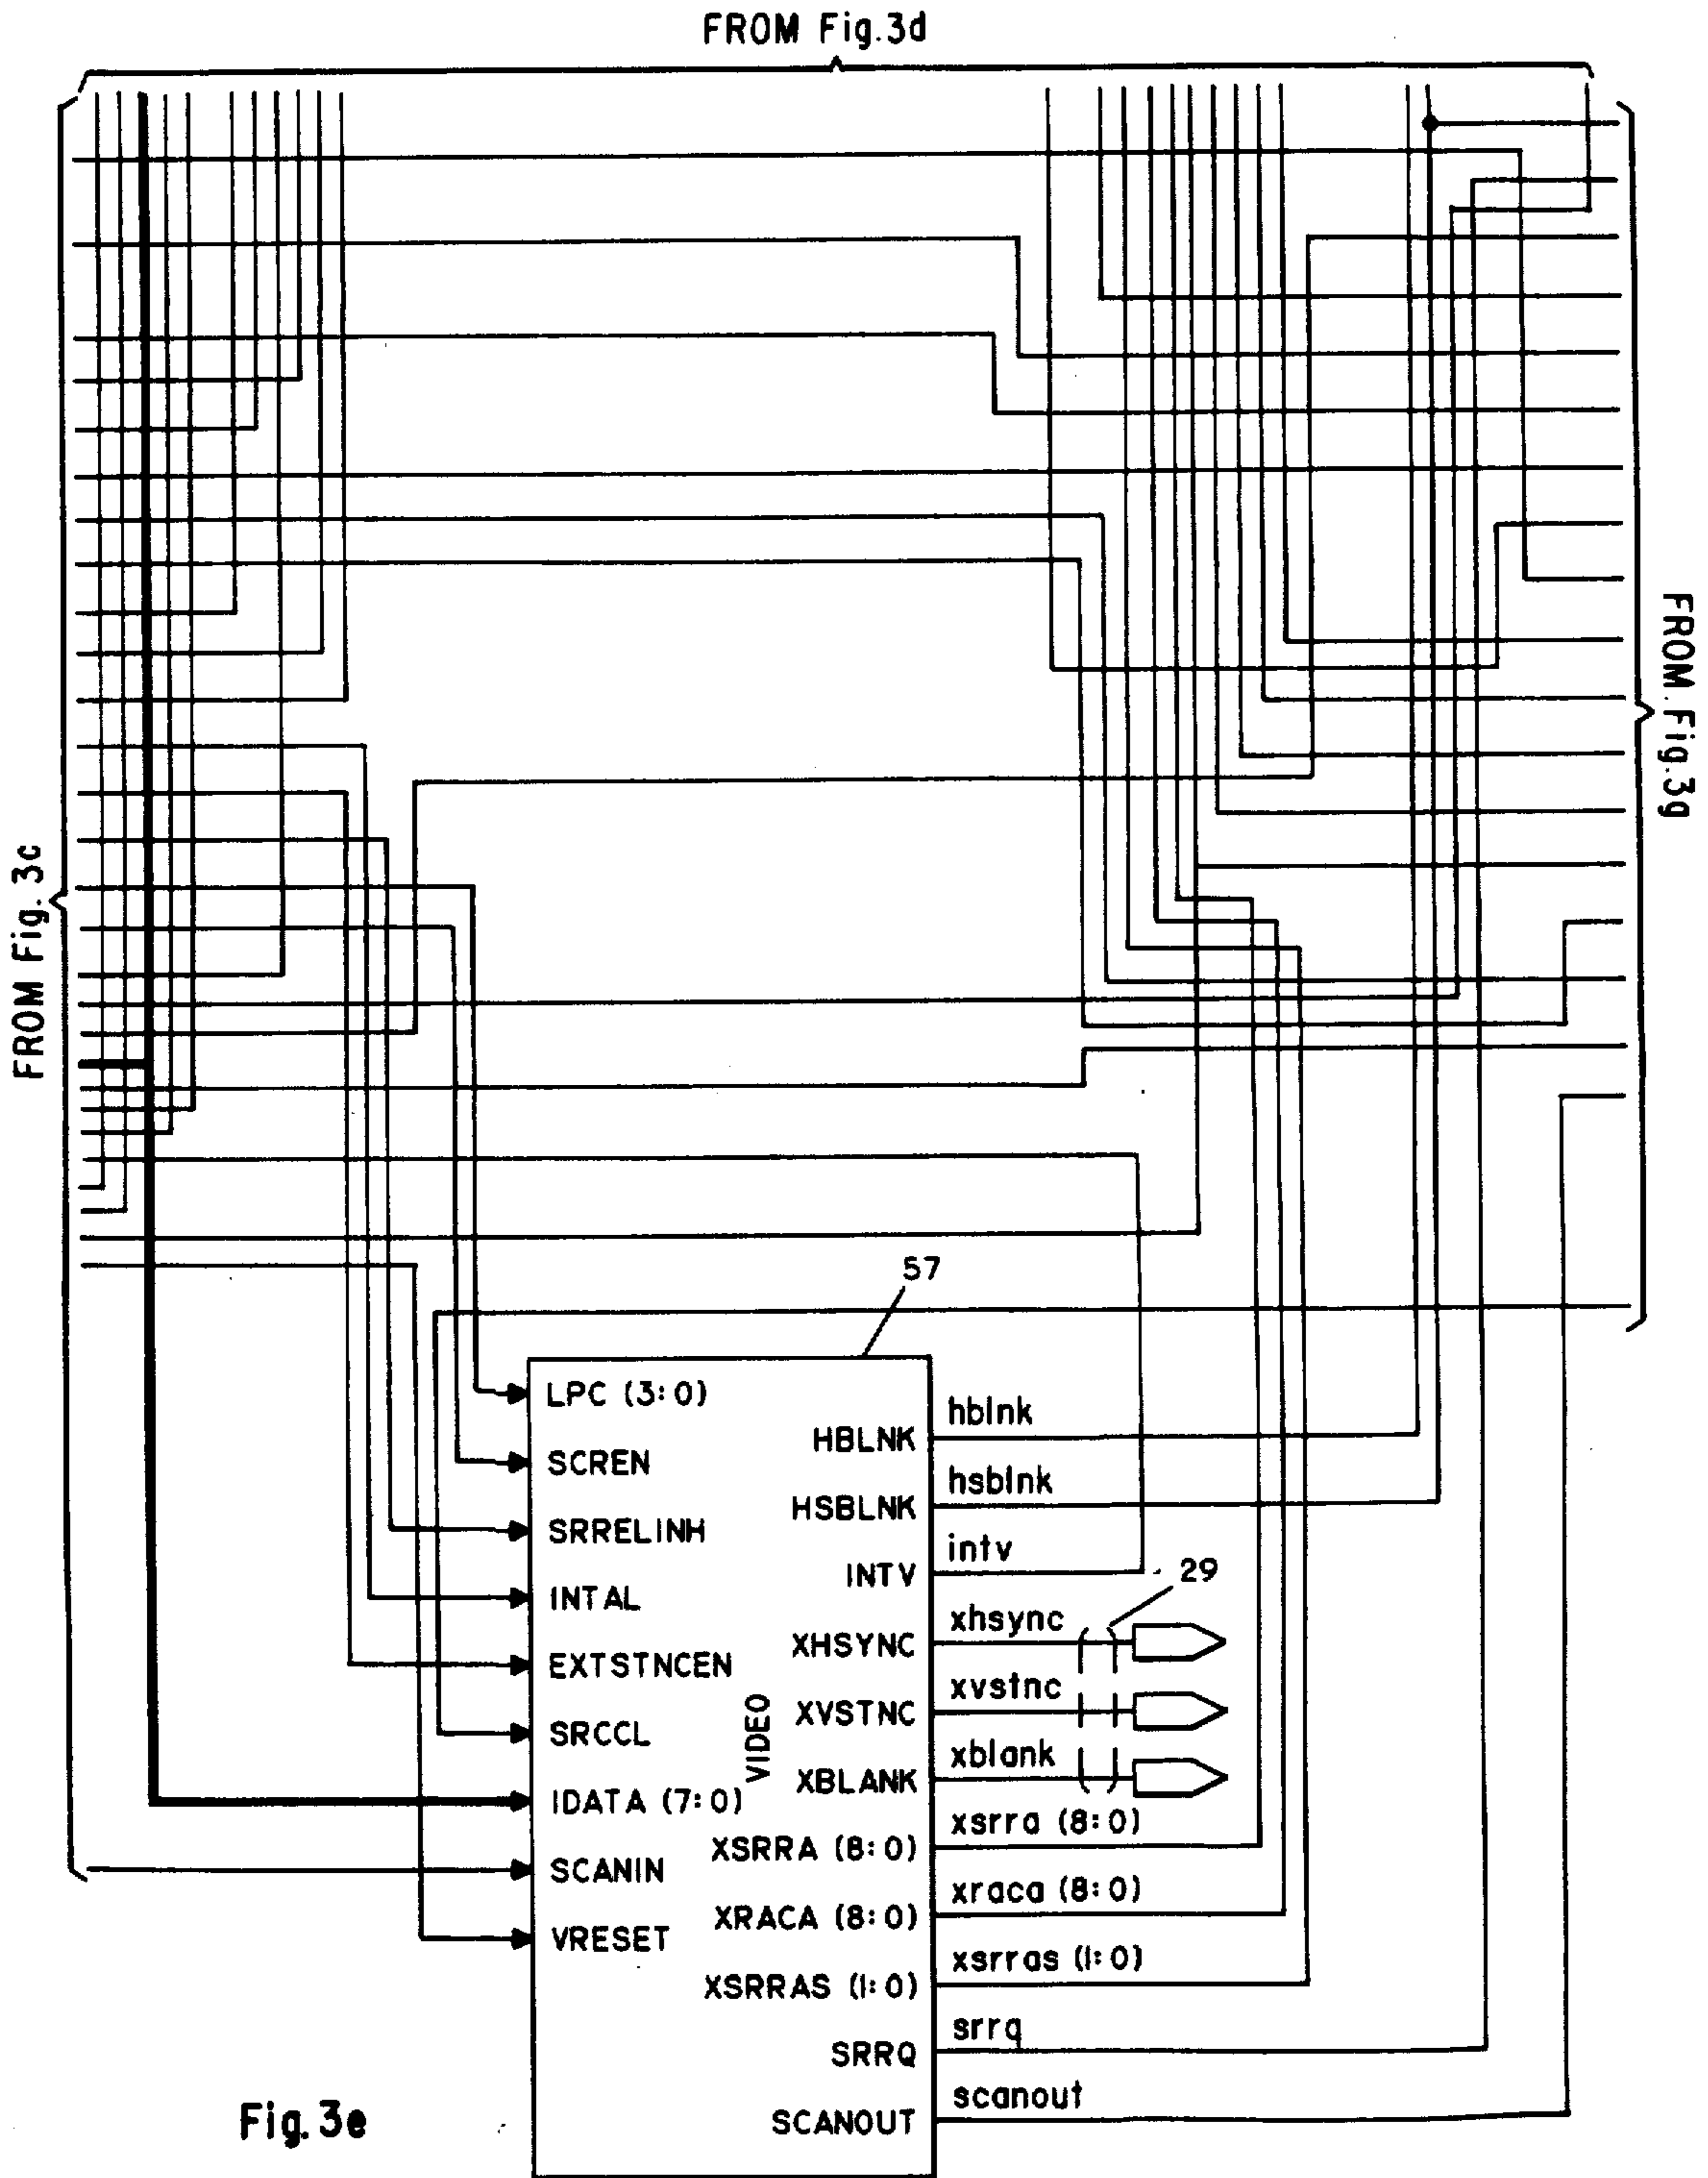 FROM Fig.3d
FROM Fig. 3c
FROM Fig.3g
57
LPC (3:0)
SCREN
SRRELINH
INTAL
EXTSTNCEN
SRCCL
IDATA (7:0)
SCANIN
VRESET
VIDEO
HBLNK
hblnk
HSBLNK
hsblnk
INTV
intv
29
XHSYNC
xhsync
XVSTNC
xvstnc
XBLANK
xblank
XSRRA (8:0)
xsrra (8:0)
XRACA (8:0)
xraca (8:0)
XSRRAS (1:0)
xsrras (1:0)
SRRQ
srrq
SCANOUT
scanout
Fig. 3e